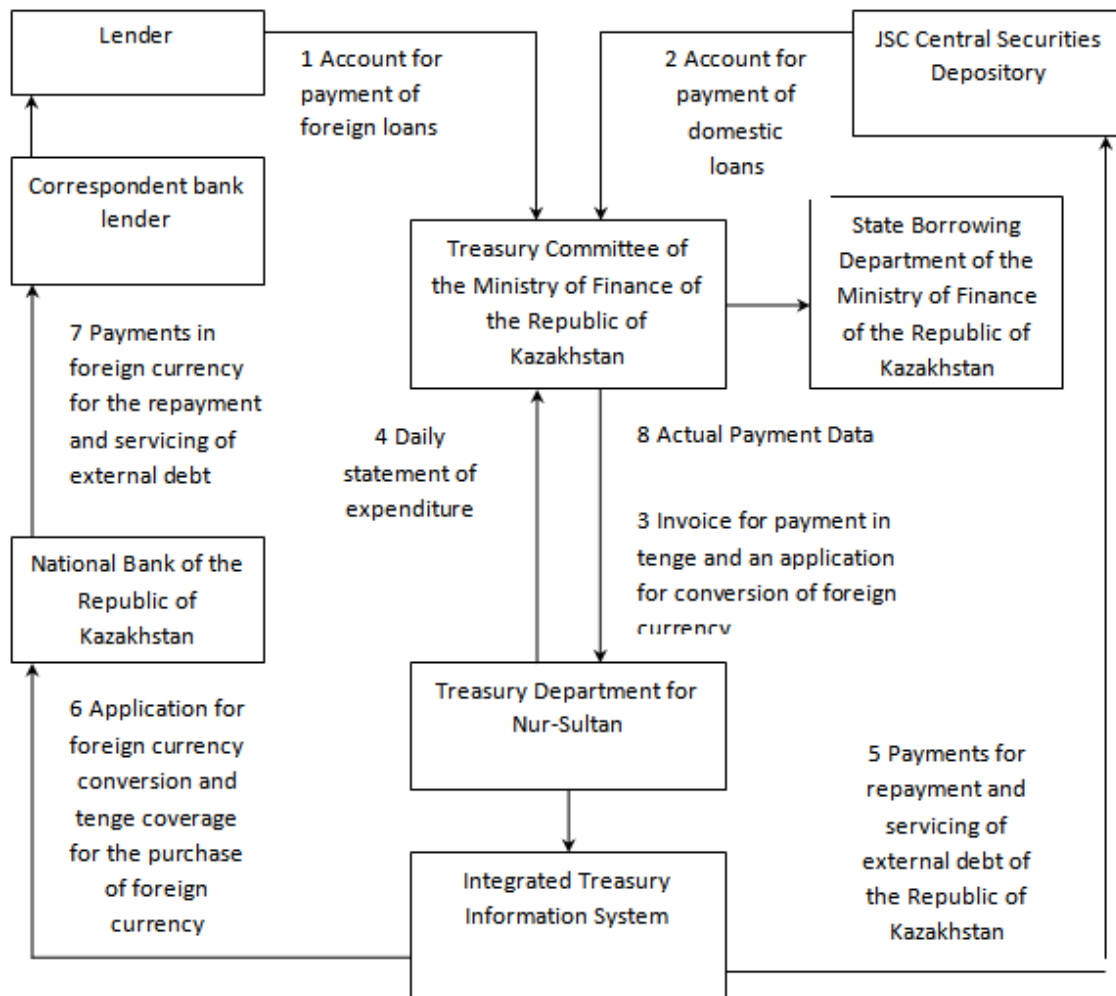 Lender
1 Account for
payment of
foreign loans
2 Account for
payment of
domestic
loans
JSC Central Securities
Depository
Correspondent bank
lender
Treasury Committee of
the Ministry of Finance of
the Republic of
Kazakhstan
State Borrowing
Department of the
Ministry of Finance
of the Republic of
Kazakhstan
7 Payments in
foreign currency
for the repayment
and servicing of
external debt
4 Daily
statement of
expenditure
8 Actual Payment Data
3 Invoice for payment in
tenge and an application
for conversion of foreign
currency
National Bank of the
Republic of
Kazakhstan
Treasury Department for
Nur-Sultan
6 Application for
foreign currency
conversion and
tenge coverage
for the purchase
of foreign
currency
5 Payments for
repayment and
servicing of
external debt of
the Republic of
Kazakhstan
Integrated Treasury
Information System